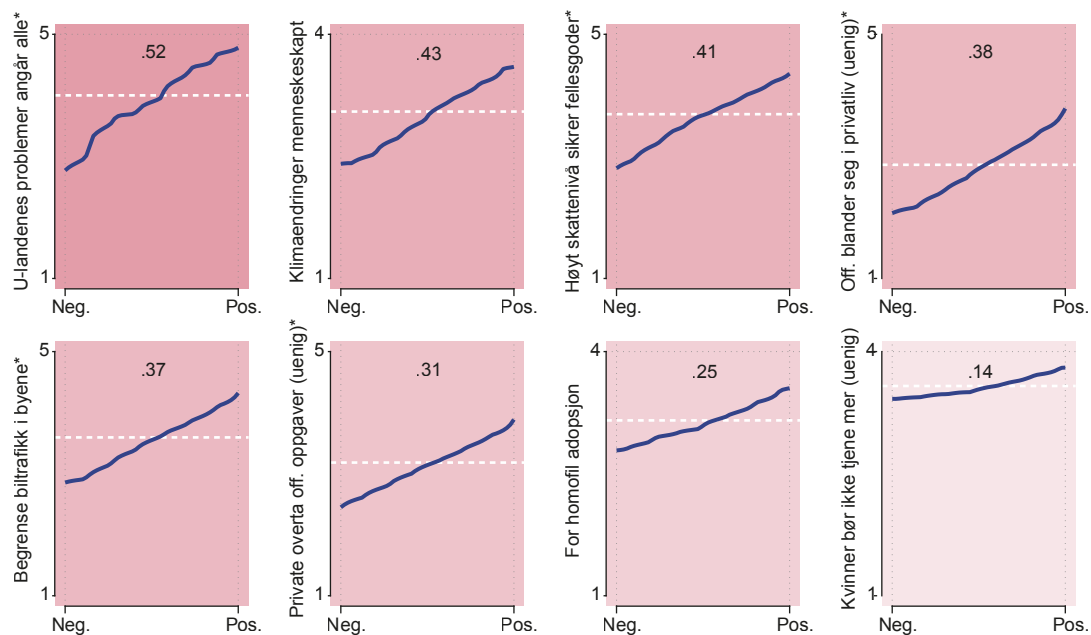 U-landenes problemer angår alle*
5
.52
1
Neg.
Pos.
Klimaendringer menneskeskapt
4
.43
1
Neg.
Pos.
Høyt skattenivå sikrer fellesgoder*
5
.41
1
Neg.
Pos.
Off. blander seg i privatliv (uenig)*
5
.38
1
Neg.
Pos.
Begrense biltrafikk i byene*
5
.37
1
Neg.
Pos.
Private overta off. oppgaver (uenig)*
5
.31
1
Neg.
Pos.
For homofil adopsjon
4
.25
1
Neg.
Pos.
Kvinner bør ikke tjene mer (uenig)
4
.14
1
Neg.
Pos.